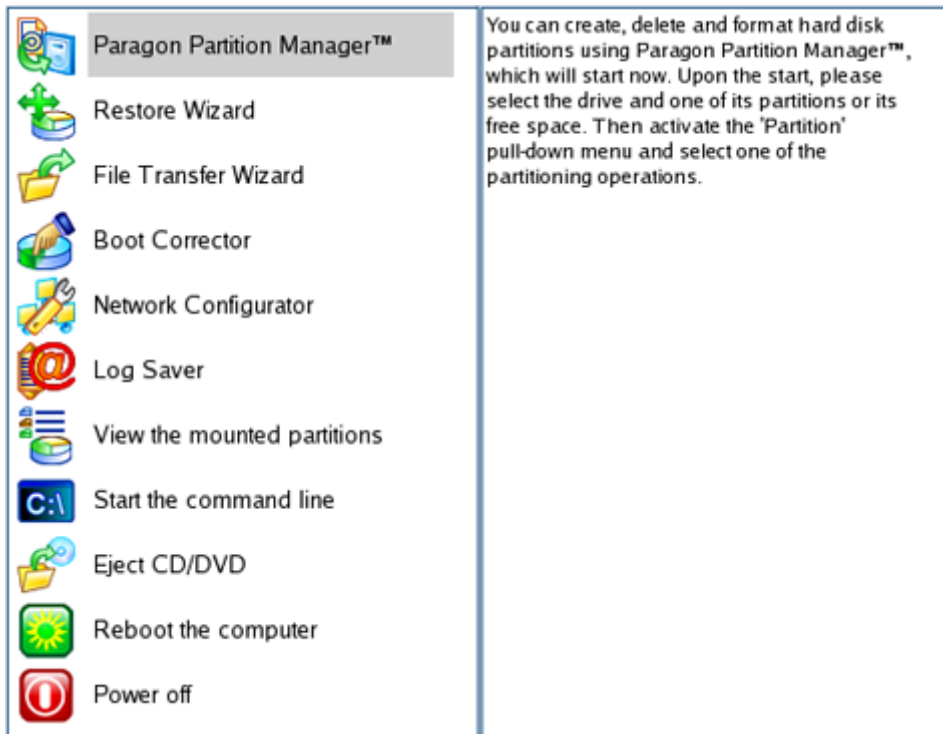 Paragon Partition Manager™
Restore Wizard
File Transfer Wizard
Boot Corrector
Network Configurator
@
Log Saver
View the mounted partitions
C:\
Start the command line
Eject CD/DVD
Reboot the computer
Power off
You can create, delete and format hard disk
partitions using Paragon Partition Manager™,
which will start now. Upon the start, please
select the drive and one of its partitions or its
free space. Then activate the 'Partition'
pull-down menu and select one of the
partitioning operations.